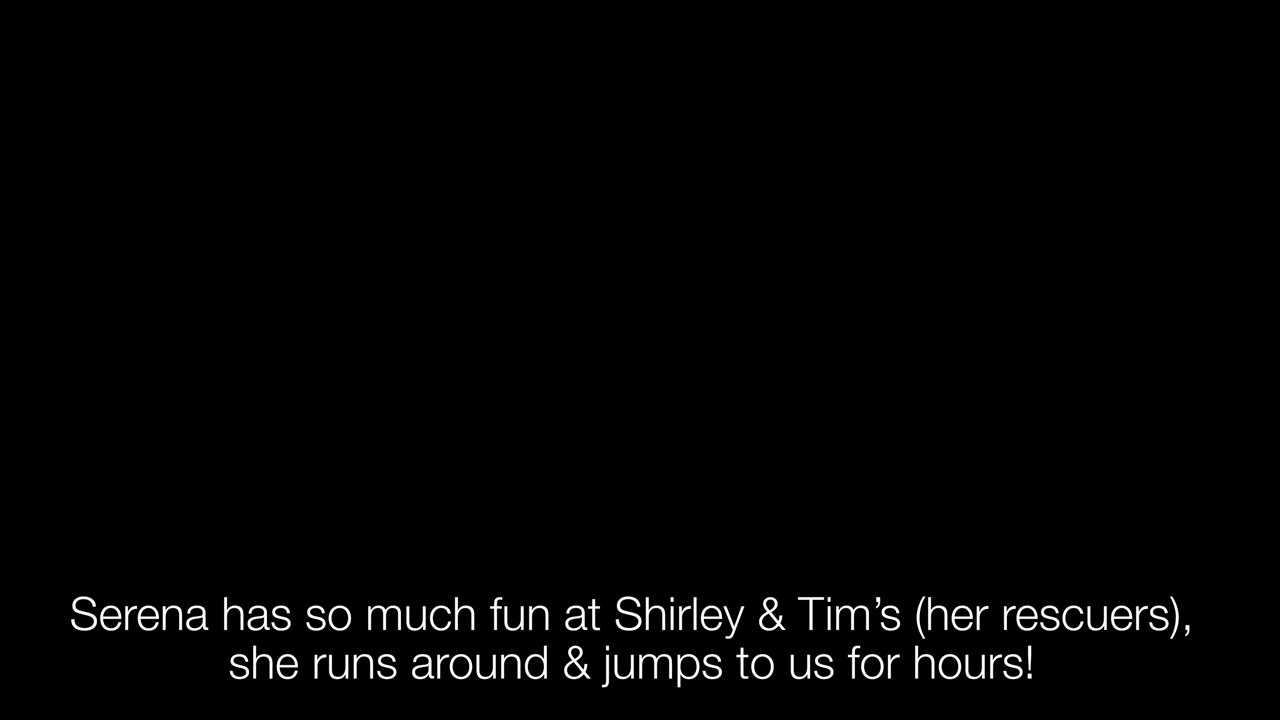 Serena has so much fun at Shirley & Tim’s (her rescuers),
she runs around & jumps to us for hours!